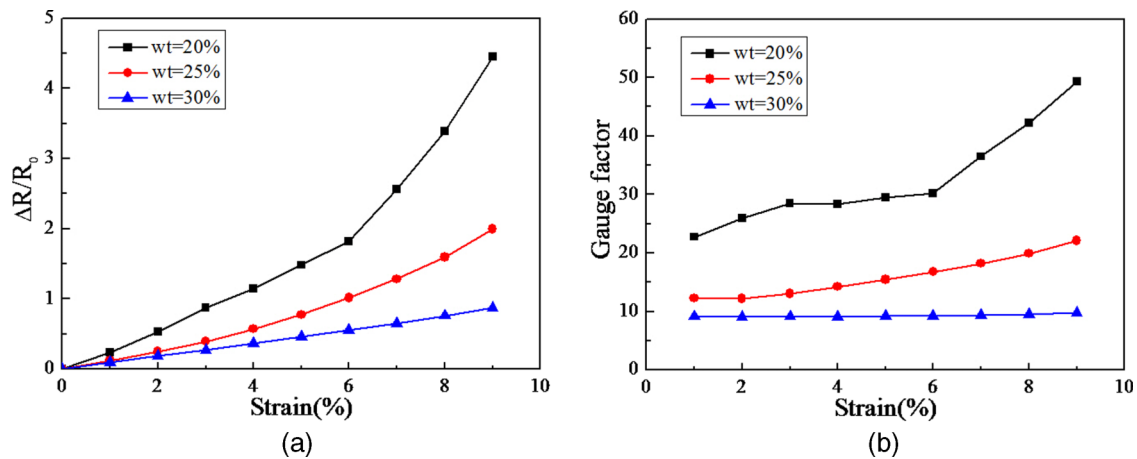 5
4
3
2
1
0
ΔR/R₀
wt=20%
wt=25%
wt=30%
0 2 4 6 8 10
Strain(%)
(a)
60
50
40
30
20
10
0
Gauge factor
wt=20%
wt=25%
wt=30%
0 2 4 6 8 10
Strain(%)
(b)